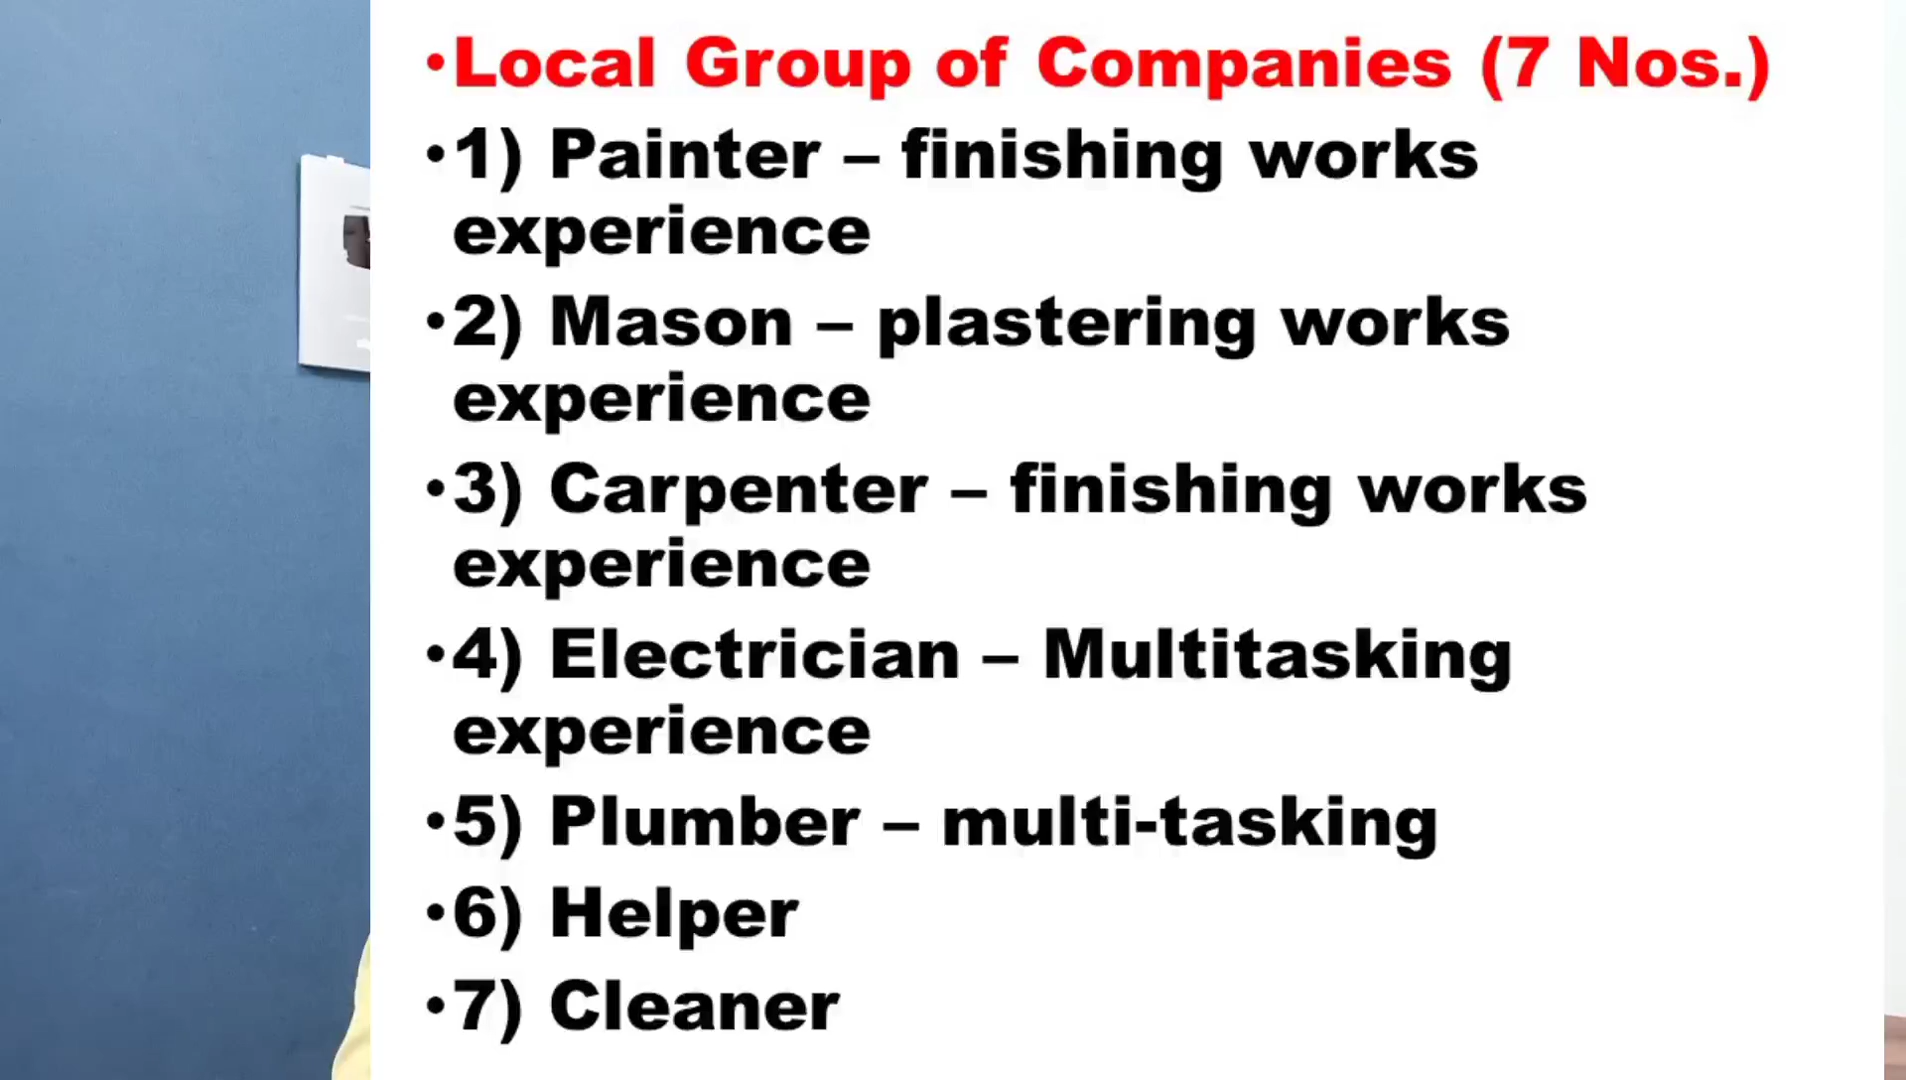 •Local Group of Companies (7 Nos.)
•1) Painter – finishing works
experience
•2) Mason – plastering works
experience
•3) Carpenter – finishing works
experience
•4) Electrician – Multitasking
experience
•5) Plumber – multi-tasking
•6) Helper
•7) Cleaner